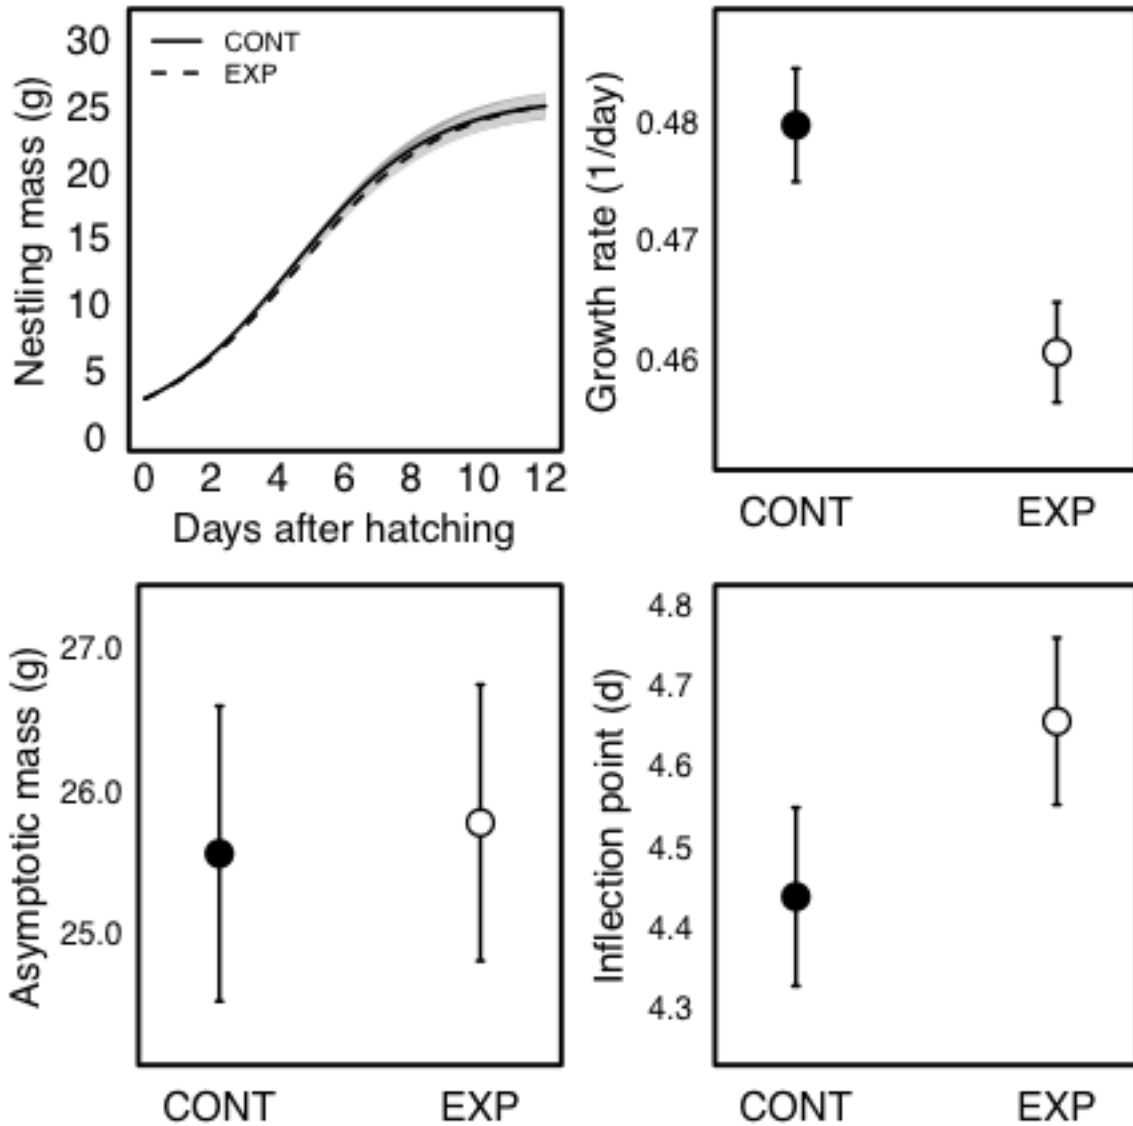 Nestling mass (g)
30
25
20
15
10
5
0
CONT
EXP
0 2 4 6 8 10 12
Days after hatching
Growth rate (1/day)
0.48
0.47
0.46
CONT EXP
Asymptotic mass (g)
27.0
26.0
25.0
CONT EXP
Inflection point (d)
4.8
4.7
4.6
4.5
4.4
4.3
CONT EXP